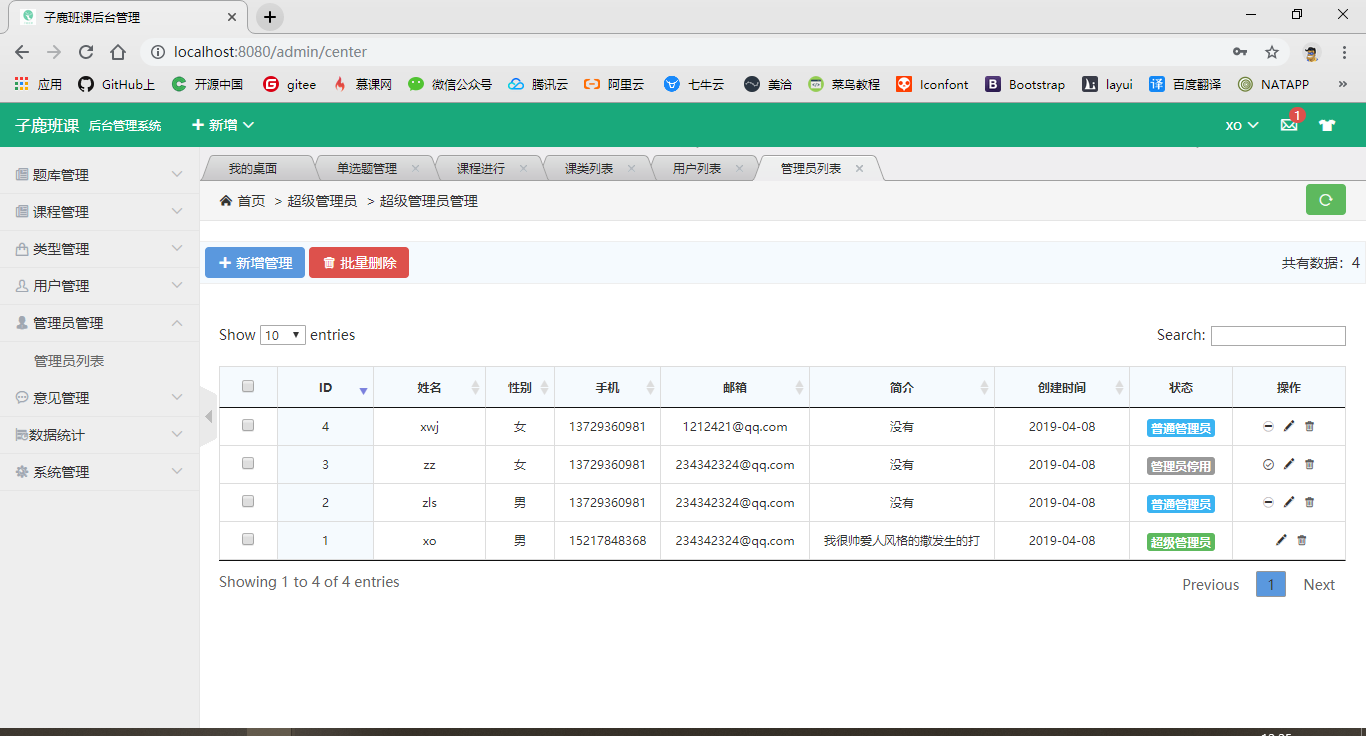 子鹿班课后台管理
localhost:8080/admin/center
应用 GitHub上 开源中国 gitee 慕课网 微信公众号 腾讯云 阿里云 七牛云 美洽 菜鸟教程 Iconfont Bootstrap layui 百度翻译 NATAPP »
子鹿班课 后台管理系统 新增 xo 1
我的桌面 单选题管理 课程进行 课类列表 用户列表 管理员列表
首页 > 超级管理员 > 超级管理员管理
题库管理
课程管理
类型管理
用户管理
管理员管理
管理员列表
意见管理
数据统计
系统管理
新增管理 批量删除 共有数据：4
Show 10 entries Search:
ID 姓名 性别 手机 邮箱 简介 创建时间 状态 操作
4 xwj 女 13729360981 1212421@qq.com 没有 2019-04-08 普通管理员
3 zz 女 13729360981 234342324@qq.com 没有 2019-04-08 管理员停用
2 zls 男 13729360981 234342324@qq.com 没有 2019-04-08 普通管理员
1 xo 男 15217848368 234342324@qq.com 我很帅爱人风格的撒发生的打 2019-04-08 超级管理员
Showing 1 to 4 of 4 entries Previous 1 Next